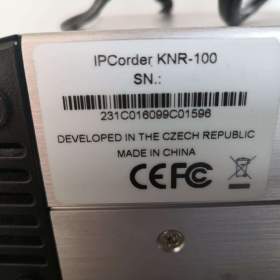 IPCorder KNR-100
SN.:
231C016099C01596
DEVELOPED IN THE CZECH REPUBLIC
MADE IN CHINA
CE FC